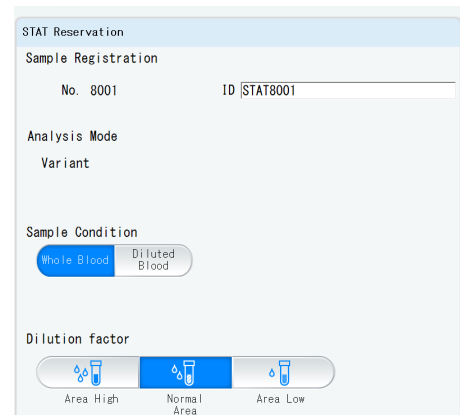 STAT Reservation
Sample Registration
No. 8001 ID STAT8001
Analysis Mode
Variant
Sample Condition
Whole Blood Diluted
Blood
Dilution factor
Area High Normal Area Low
Area